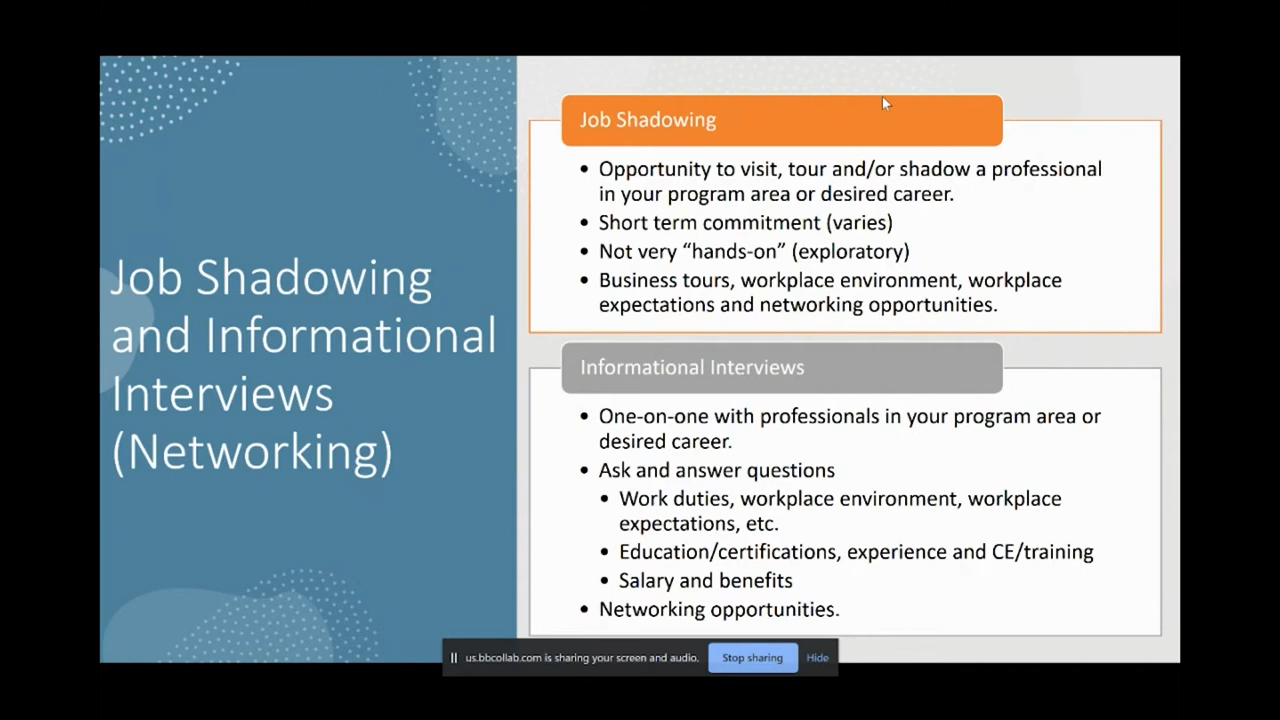 Job Shadowing
and Informational
Interviews
(Networking)
Job Shadowing
• Opportunity to visit, tour and/or shadow a professional
in your program area or desired career.
• Short term commitment (varies)
• Not very “hands-on” (exploratory)
• Business tours, workplace environment, workplace
expectations and networking opportunities.
Informational Interviews
• One-on-one with professionals in your program area or
desired career.
• Ask and answer questions
• Work duties, workplace environment, workplace
expectations, etc.
• Education/certifications, experience and CE/training
• Salary and benefits
• Networking opportunities.
us.bbcollab.com is sharing your screen and audio. Stop sharing Hide